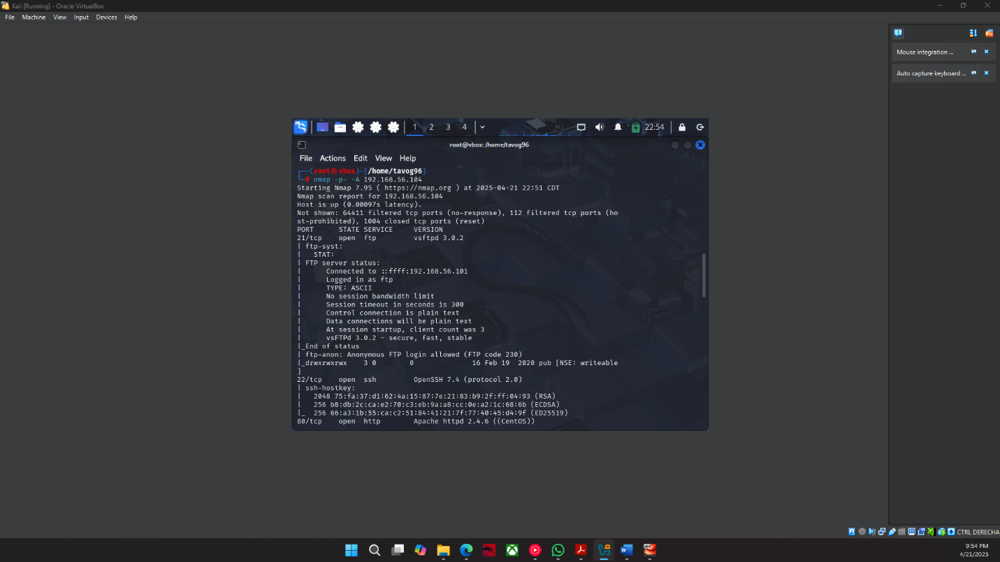 Kali [Running] - Oracle VirtualBox
File Machine View Input Devices Help
Mouse integration ...
Auto capture keyboard ...
1 2 3 4 22:54
root@vbox: /home/tavog96
File Actions Edit View Help
┌──(root㉿vbox)-[/home/tavog96]
└─# nmap -p- -A 192.168.56.104
Starting Nmap 7.95 ( https://nmap.org ) at 2025-04-21 22:51 CDT
Nmap scan report for 192.168.56.104
Host is up (0.00097s latency).
Not shown: 64411 filtered tcp ports (no-response), 112 filtered tcp ports (ho
st-prohibited), 1004 closed tcp ports (reset)
PORT STATE SERVICE VERSION
21/tcp open ftp vsftpd 3.0.2
| ftp-syst:
| STAT:
| FTP server status:
| Connected to ::ffff:192.168.56.101
| Logged in as ftp
| TYPE: ASCII
| No session bandwidth limit
| Session timeout in seconds is 300
| Control connection is plain text
| Data connections will be plain text
| At session startup, client count was 3
| vsFTPd 3.0.2 - secure, fast, stable
|_End of status
| ftp-anon: Anonymous FTP login allowed (FTP code 230)
|_drwxrwxrwx 3 0 0 16 Feb 19 2020 pub [NSE: writeable
]
22/tcp open ssh OpenSSH 7.4 (protocol 2.0)
| ssh-hostkey:
| 2048 75:fa:37:d1:62:4a:15:87:7e:21:83:b9:2f:ff:04:93 (RSA)
| 256 b8:db:2c:ca:e2:70:c3:eb:9a:a8:cc:0e:a2:1c:68:6b (ECDSA)
|_ 256 66:a3:1b:55:ca:c2:51:84:41:21:7f:77:40:45:d4:9f (ED25519)
80/tcp open http Apache httpd 2.4.6 ((CentOS))
CTRL DERECHA
9:54 PM
4/21/2025